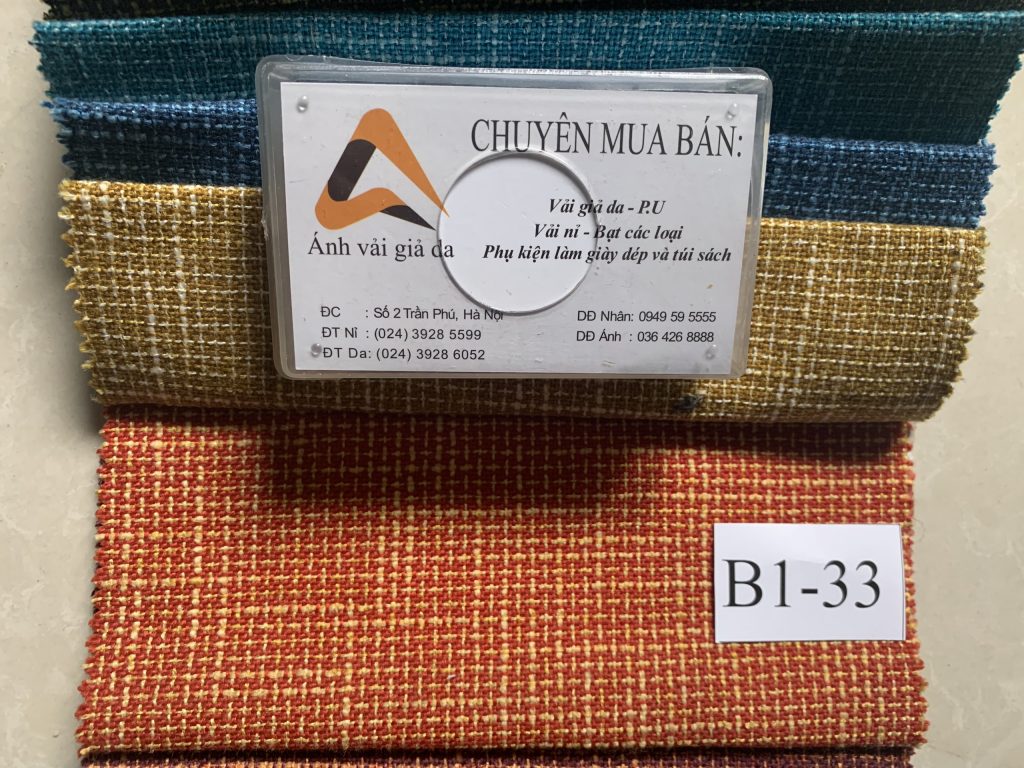 CHUYÊN MUA BÁN:
Ánh vải giả da
Vải giả da - P.U
Vải nỉ - Bạt các loại
Phụ kiện làm giày dép và túi sách
ĐC : Số 2 Trần Phú, Hà Nội
ĐT Nỉ : (024) 3928 5599
ĐT Da: (024) 3928 6052
DĐ Nhân: 0949 59 5555
DĐ Ánh : 036 426 8888
B1-33